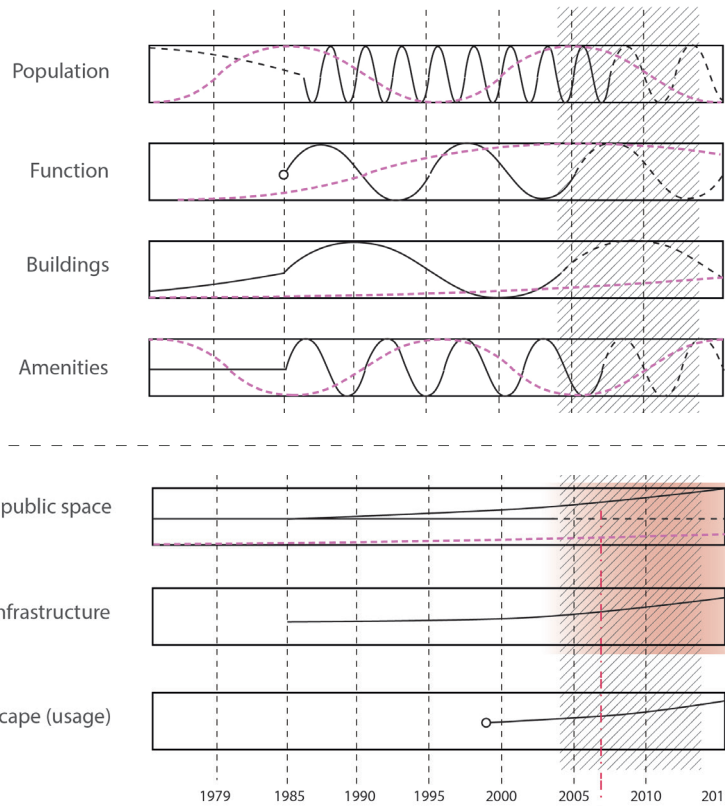 Population
Function
Buildings
Amenities
public space
nfrastructure
cape (usage)
1979 1985 1990 1995 2000 2005 2010 201